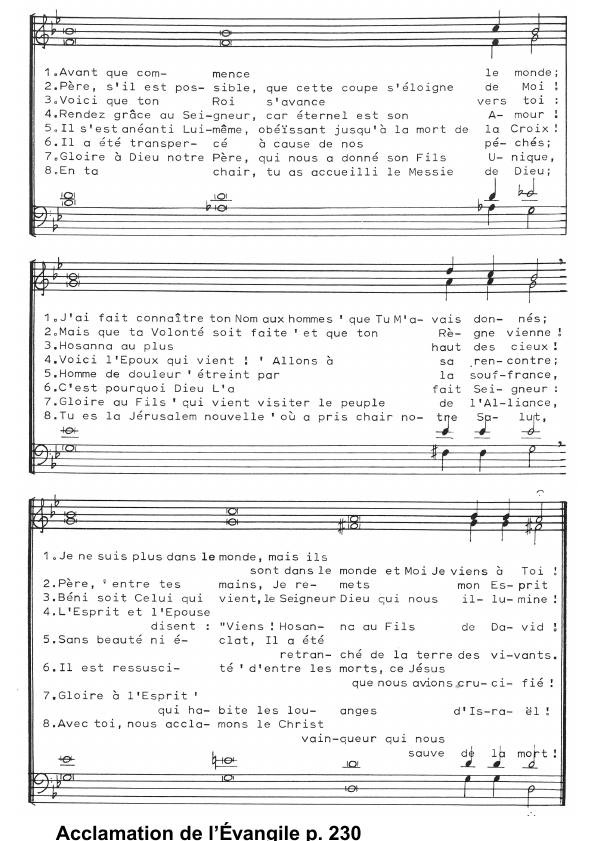 1.Avant que com- mence le monde;
2.Père, s'il est pos- sible, que cette coupe s'éloigne de Moi !
3.Voici que ton Roi s'avance vers toi :
4.Rendez grâce au Sei-gneur, car éternel est son A- mour !
5.Il s'est anéanti Lui-même, obéïssant jusqu'à la mort de la Croix !
6.Il a été transper- cé à cause de nos pé- chés;
7.Gloire à Dieu notre Père, qui nous a donné son Fils U- nique,
8.En ta chair, tu as accueilli le Messie de Dieu;
1.J'ai fait connaître ton Nom aux hommes ' que Tu M'a- vais don- nés;
2.Mais que ta Volonté soit faite ' et que ton Rè- gne vienne !
3.Hosanna au plus haut des cieux !
4.Voici l'Epoux qui vient ! ' Allons à sa ren- contre;
5.Homme de douleur ' étreint par la souf- france,
6.C'est pourquoi Dieu L'a fait Sei- gneur :
7.Gloire au Fils ' qui vient visiter le peuple de l'Al- liance,
8.Tu es la Jérusalem nouvelle ' où a pris chair no- tre Sa- lut,
1.Je ne suis plus dans le monde, mais ils
sont dans le monde et Moi Je viens à Toi !
2.Père, ' entre tes mains, Je re- mets mon Es- prit
3.Béni soit Celui qui vient, le Seigneur Dieu qui nous il- lu- mine !
4.L'Esprit et l'Epouse
disent : "Viens ! Hosan- na au Fils de Da- vid !
5.Sans beauté ni é- clat, Il a été
retran- ché de la terre des vi- vants.
6.Il est ressusci- té ' d'entre les morts, ce Jésus
que nous avions cru- ci- fié !
7.Gloire à l'Esprit '
qui ha- bite les lou- anges d'Is-ra- ël !
8.Avec toi, nous accla- mons le Christ
vain- queur qui nous
sauve de la mort !
Acclamation de l'Évangile p. 230